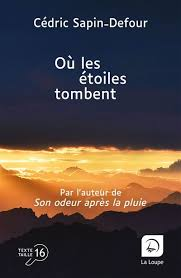 Cédric Sapin-Defour
Où les
étoiles
tombent
Par l'auteur de
Son odeur après la pluie
TEXTE
TAILLE
16
La Loupe